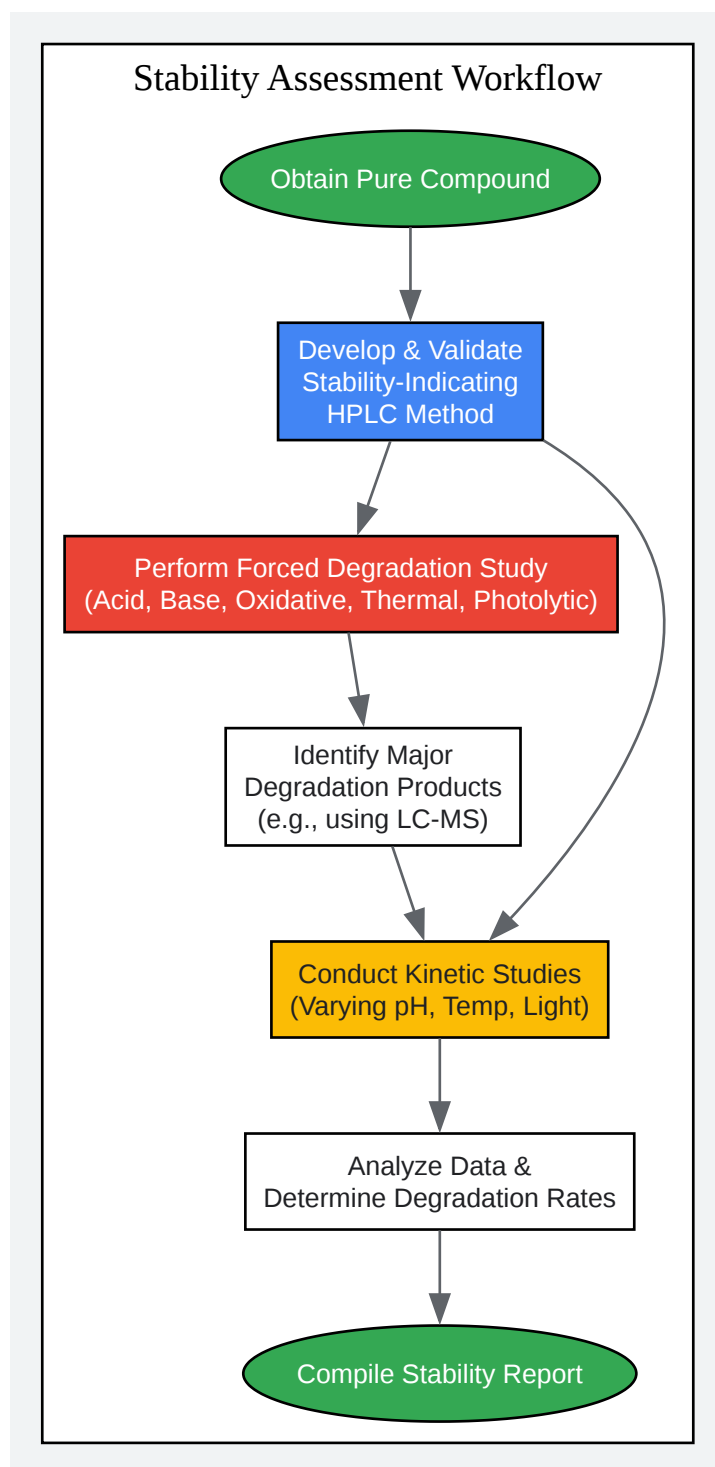 Stability Assessment Workflow
Obtain Pure Compound
Develop & Validate
Stability-Indicating
HPLC Method
Perform Forced Degradation Study
(Acid, Base, Oxidative, Thermal, Photolytic)
Identify Major
Degradation Products
(e.g., using LC-MS)
Conduct Kinetic Studies
(Varying pH, Temp, Light)
Analyze Data &
Determine Degradation Rates
Compile Stability Report